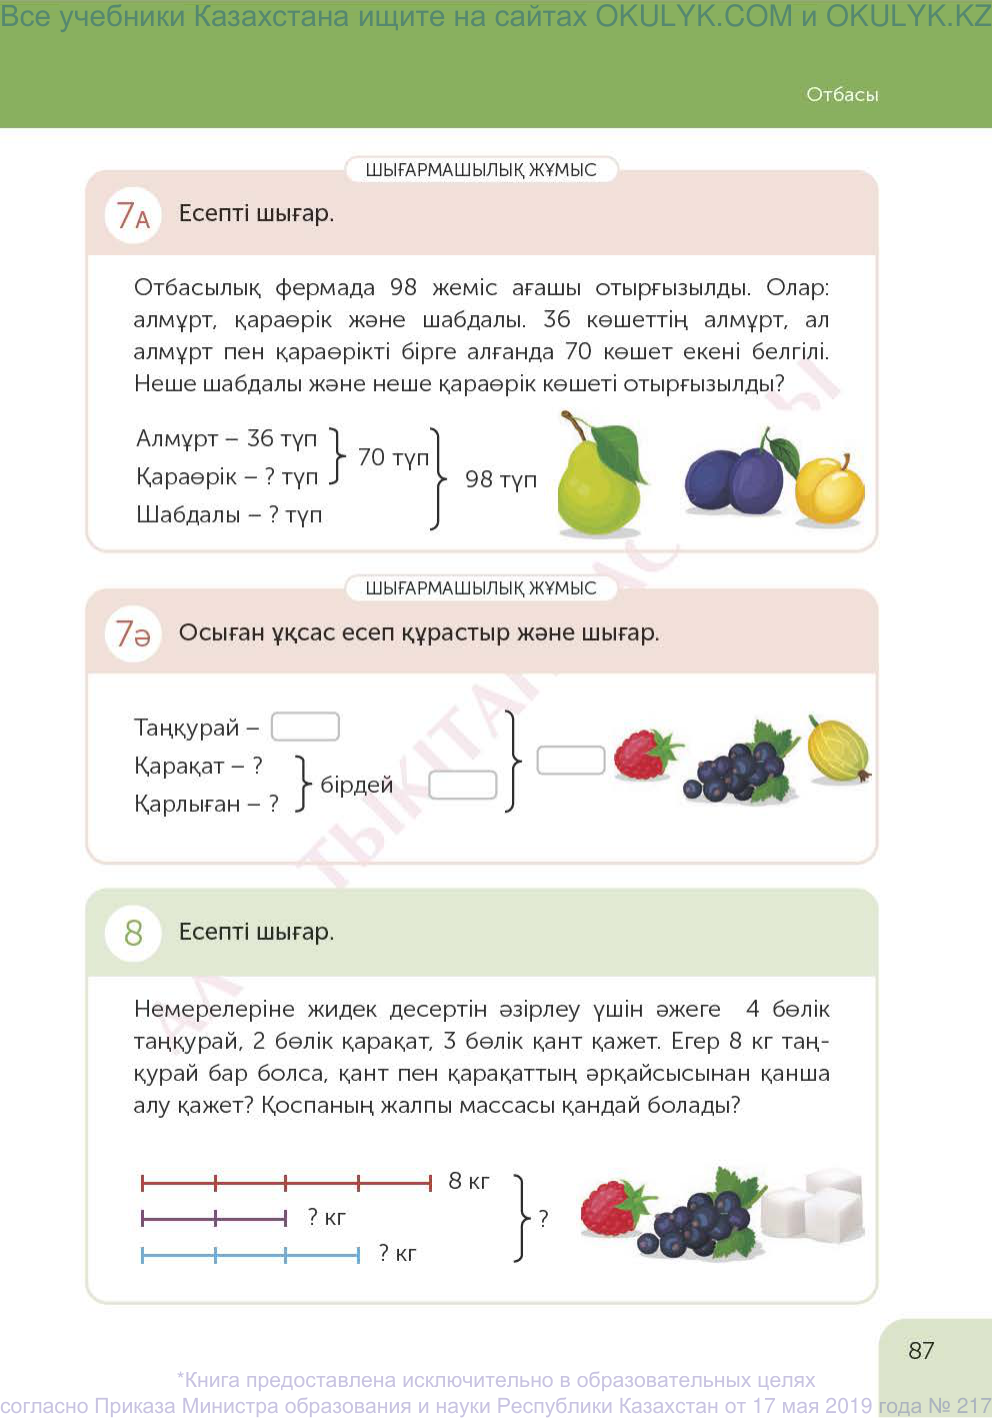 Все учебники Казахстана ищите на сайтах OKULYK.COM и OKULYK.KZ
Отбасы
ШЫҒАРМАШЫЛЫҚ ЖҰМЫС
7А Есепті шығар.
Отбасылық фермада 98 жеміс ағашы отырғызылды. Олар:
алмұрт, қараөрік және шабдалы. 36 көшеттің алмұрт, ал
алмұрт пен қараөрікті бірге алғанда 70 көшет екені белгілі.
Неше шабдалы және неше қараөрік көшеті отырғызылды?
Алмұрт – 36 түп
Қараөрік – ? түп
70 түп
Шабдалы – ? түп
98 түп
ШЫҒАРМАШЫЛЫҚ ЖҰМЫС
7ә Осыған ұқсас есеп құрастыр және шығар.
Таңқурай –
Қарақат – ?
Қарлыған – ?
бірдей
8 Есепті шығар.
Немерелеріне жидек десертін әзірлеу үшін әжеге 4 бөлік
таңқурай, 2 бөлік қарақат, 3 бөлік қант қажет. Егер 8 кг таң-
қурай бар болса, қант пен қарақаттың әрқайсысынан қанша
алу қажет? Қоспаның жалпы массасы қандай болады?
8 кг
? кг
? кг
?
87
*Книга предоставлена исключительно в образовательных целях
согласно Приказа Министра образования и науки Республики Казахстан от 17 мая 2019 года № 217